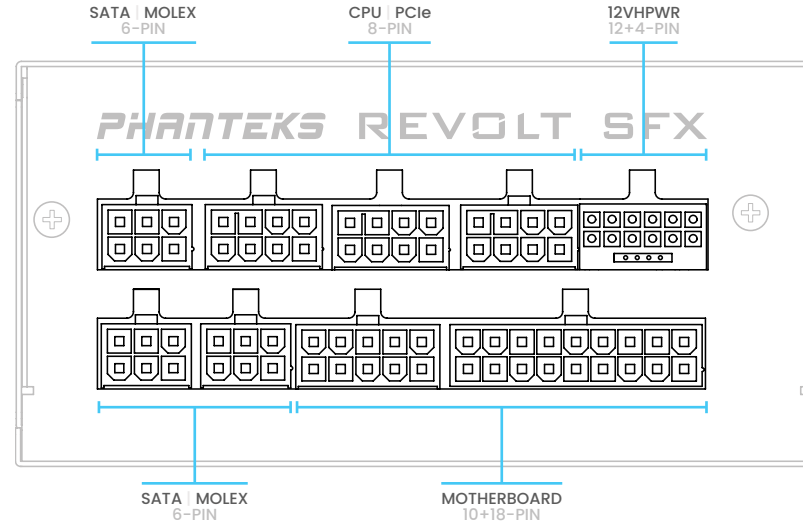 SATA | MOLEX
6-PIN
CPU | PCIe
8-PIN
12VHPWR
12+4-PIN
PHANTEKS REVOLT SFX
SATA | MOLEX
6-PIN
MOTHERBOARD
10+18-PIN